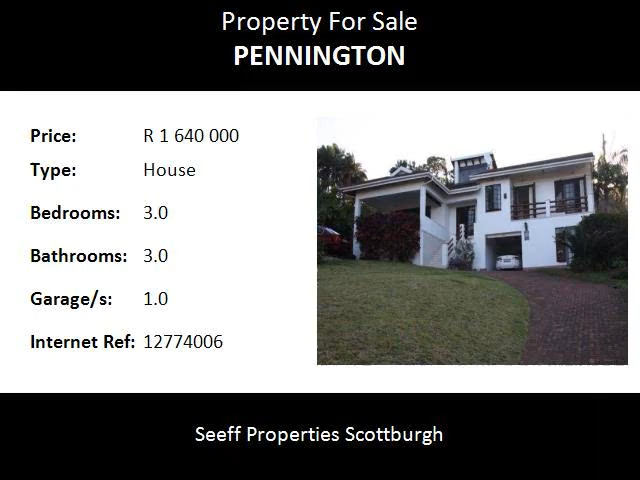 Property For Sale
PENNINGTON
Price: R 1 640 000
Type: House
Bedrooms: 3.0
Bathrooms: 3.0
Garage/s: 1.0
Internet Ref: 12774006
Seeff Properties Scottburgh